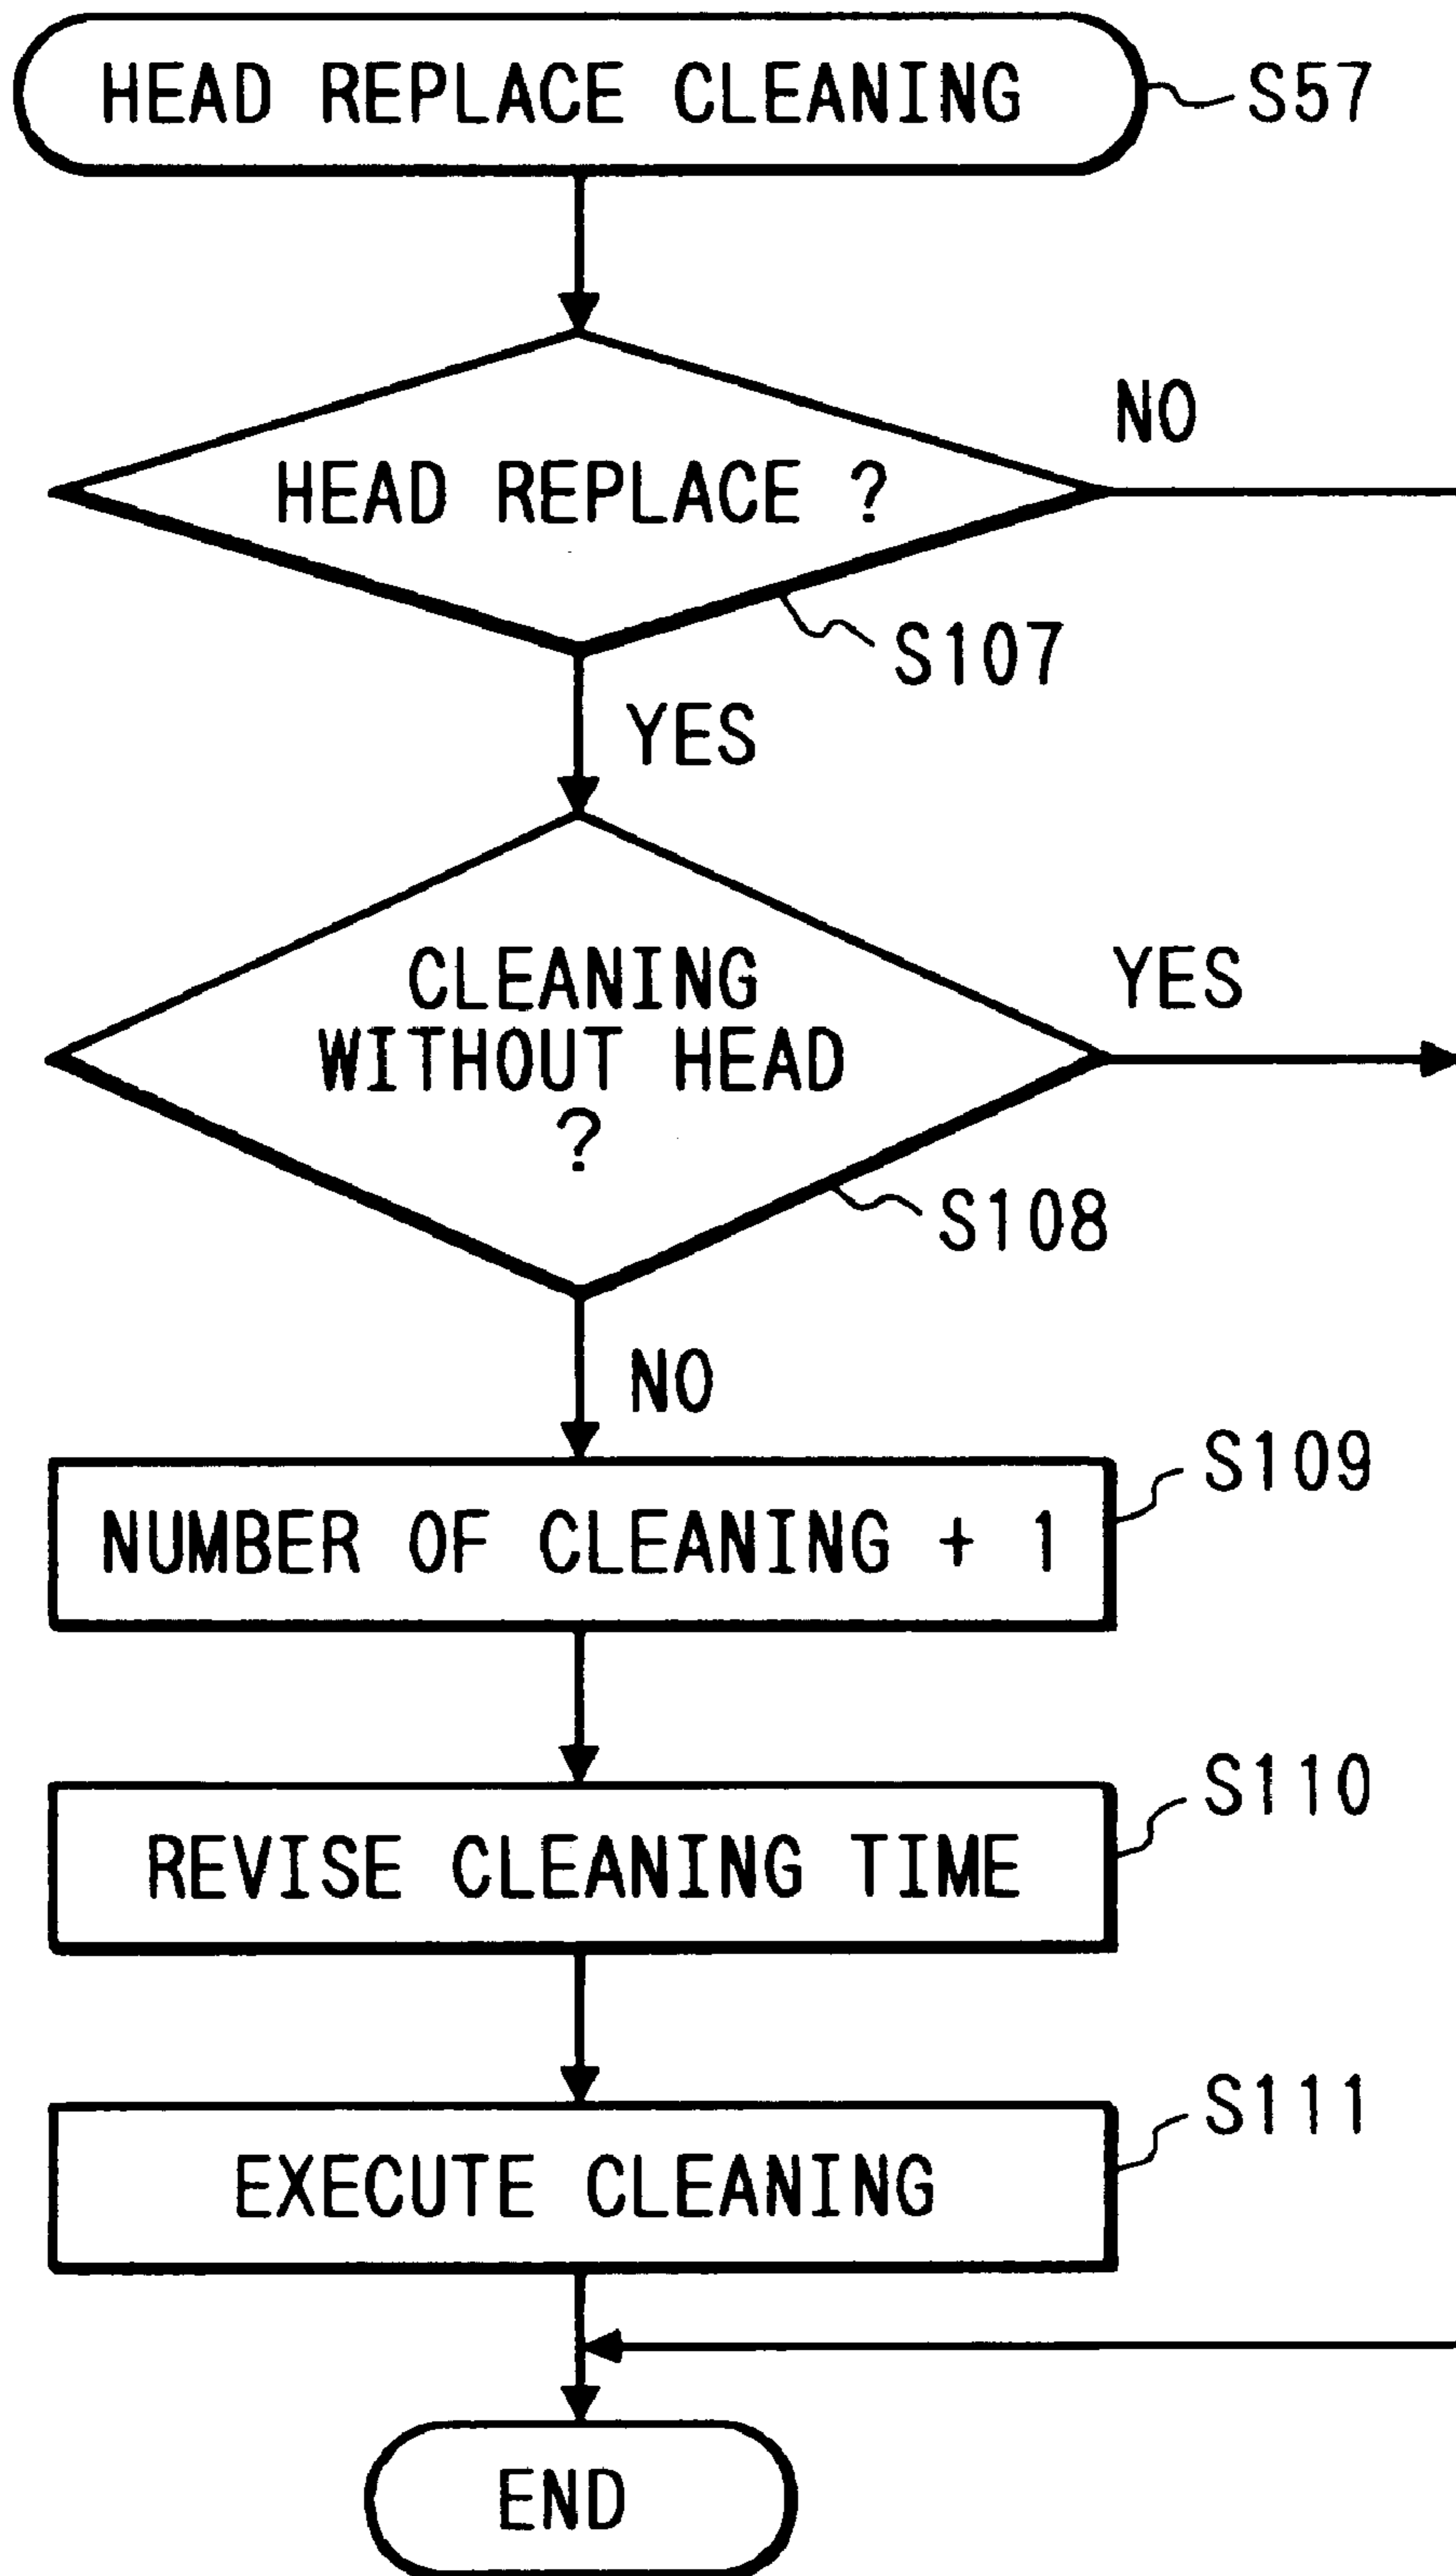 HEAD REPLACE CLEANING
S57
HEAD REPLACE ?
NO
S107
YES
CLEANING
WITHOUT HEAD
?
YES
S108
NO
NUMBER OF CLEANING + 1
S109
REVISE CLEANING TIME
S110
EXECUTE CLEANING
S111
END